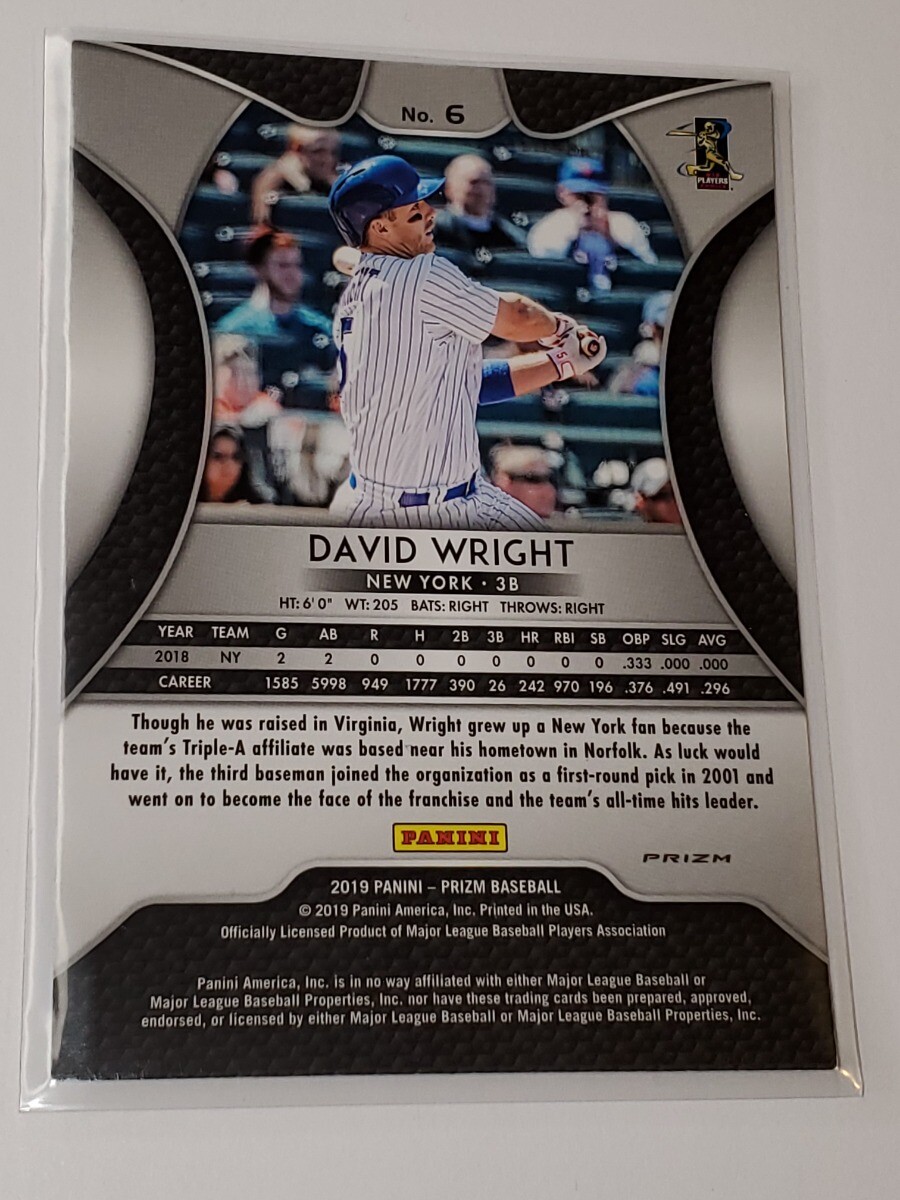 No. 6
PLAYERS
DAVID WRIGHT
NEW YORK · 3B
HT: 6' 0" WT: 205 BATS: RIGHT THROWS: RIGHT
YEAR TEAM G AB R H 2B 3B HR RBI SB OBP SLG AVG
2018 NY 2 2 0 0 0 0 0 0 0 .333 .000 .000
CAREER 1585 5998 949 1777 390 26 242 970 196 .376 .491 .296
Though he was raised in Virginia, Wright grew up a New York fan because the
team's Triple-A affiliate was based near his hometown in Norfolk. As luck would
have it, the third baseman joined the organization as a first-round pick in 2001 and
went on to become the face of the franchise and the team's all-time hits leader.
PANINI
PRIZM
2019 PANINI – PRIZM BASEBALL
© 2019 Panini America, Inc. Printed in the USA.
Officially Licensed Product of Major League Baseball Players Association
Panini America, Inc. is in no way affiliated with either Major League Baseball or
Major League Baseball Properties, Inc. nor have these trading cards been prepared, approved,
endorsed, or licensed by either Major League Baseball or Major League Baseball Properties, Inc.